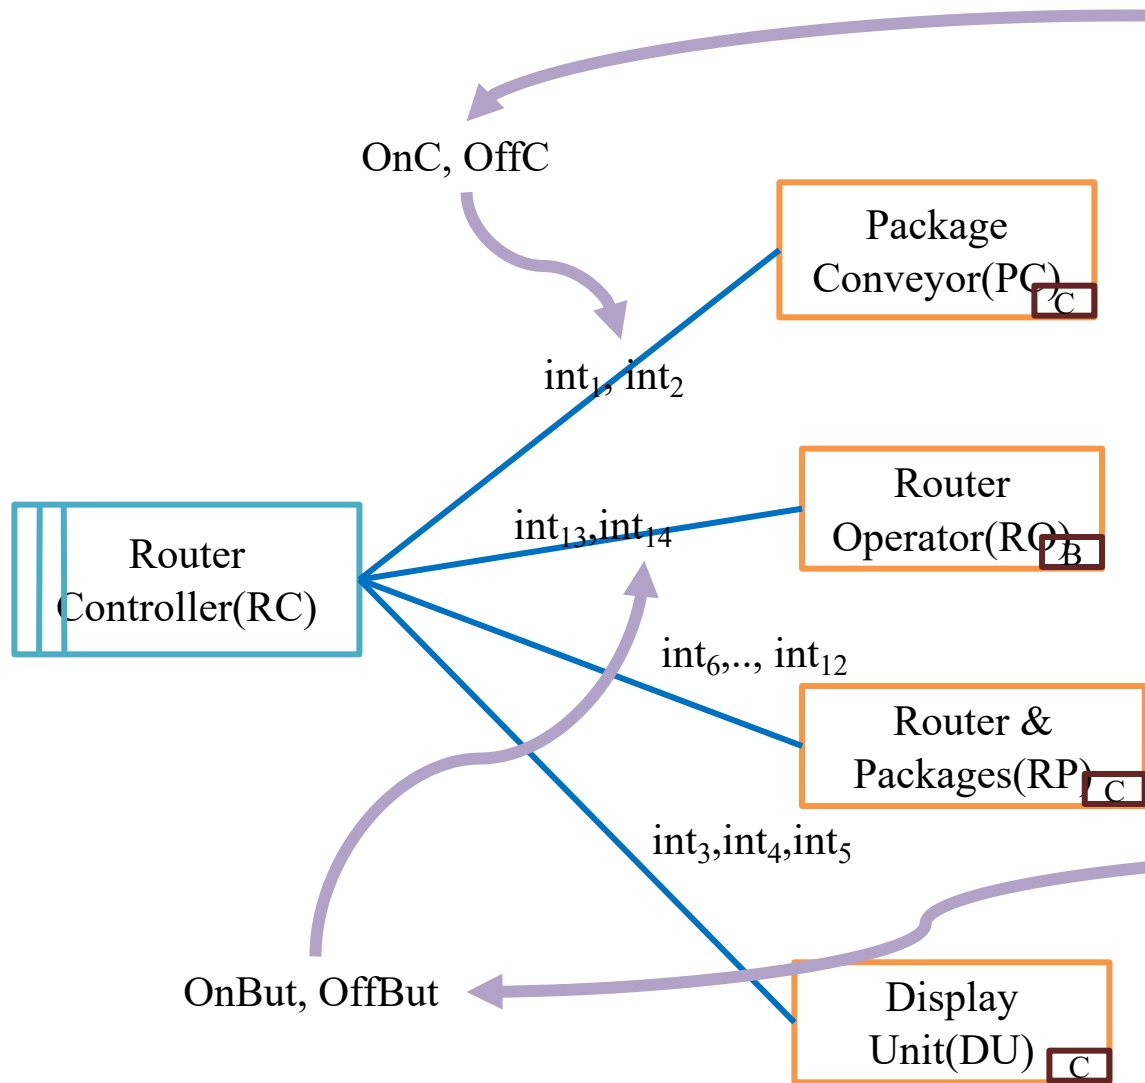 OnC, OffC
Package
Conveyor(PC)
C
int₁, int₂
Router
Operator(RO)
B
int₁₃,int₁₄
Router
Controller(RC)
int₆,.., int₁₂
Router &
Packages(RP)
C
int₃,int₄,int₅
OnBut, OffBut
Display
Unit(DU)
C